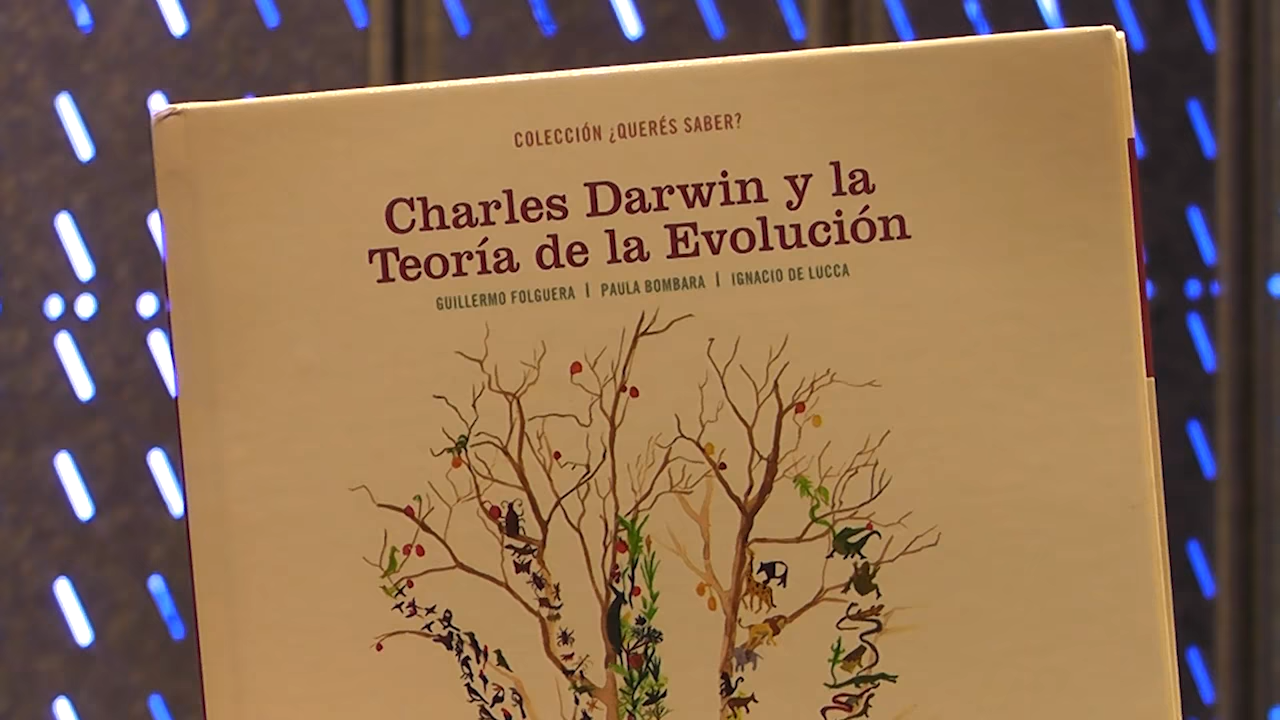 COLECCIÓN ¿QUERÉS SABER?
Charles Darwin y la
Teoría de la Evolución
GUILLERMO FOLGUERA | PAULA BOMBARA | IGNACIO DE LUCCA